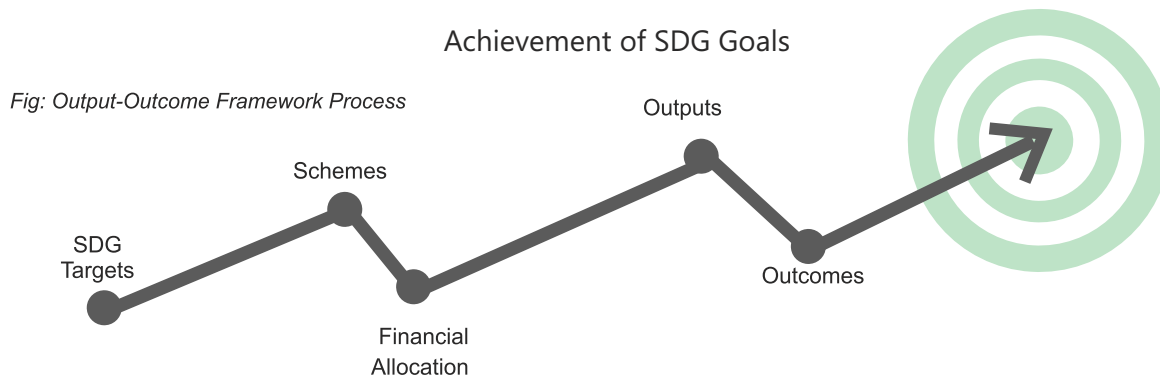 Achievement of SDG Goals
Fig: Output-Outcome Framework Process
Outputs
Schemes
SDG
Targets
Outcomes
Financial
Allocation